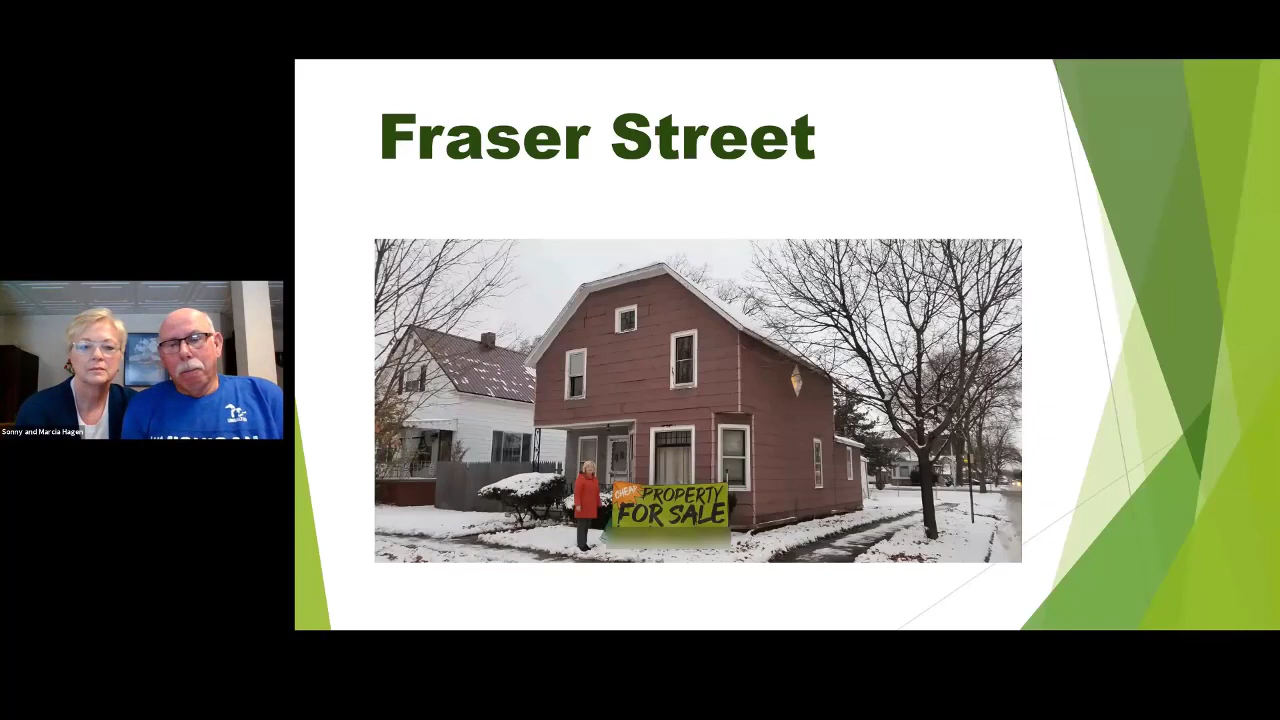 Fraser Street
CHEAP
PROPERTY
FOR SALE
Sonny and Marcia Hagen